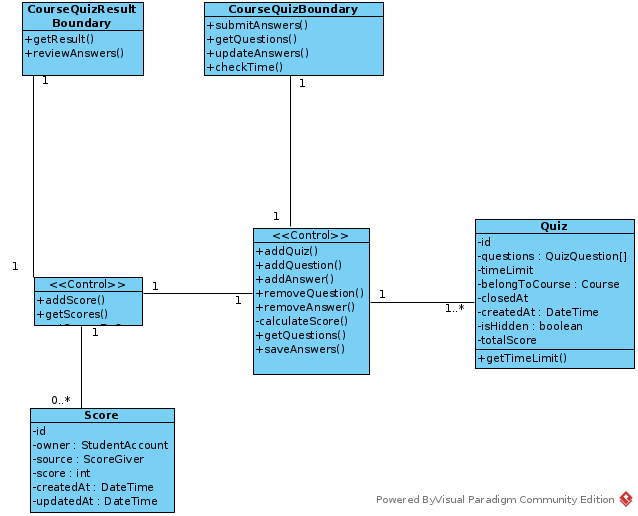 CourseQuizResult
Boundary
+getResult()
+reviewAnswers()
1
CourseQuizBoundary
+submitAnswers()
+getQuestions()
+updateAnswers()
+checkTime()
1
1
<<Control>>
+addQuiz()
+addQuestion()
+addAnswer()
+removeQuestion()
+removeAnswer()
-calculateScore()
+getQuestions()
+saveAnswers()
Quiz
-id
-questions : QuizQuestion[]
-timeLimit
-belongToCourse : Course
-closedAt
-createdAt : DateTime
-isHidden : boolean
-totalScore
+getTimeLimit()
1
1..*
1
<<Control>>
+addScore()
+getScores()
1
1
1
0..*
Score
-id
-owner : StudentAccount
-source : ScoreGiver
-score : int
-createdAt : DateTime
-updatedAt : DateTime
Powered ByVisual Paradigm Community Edition